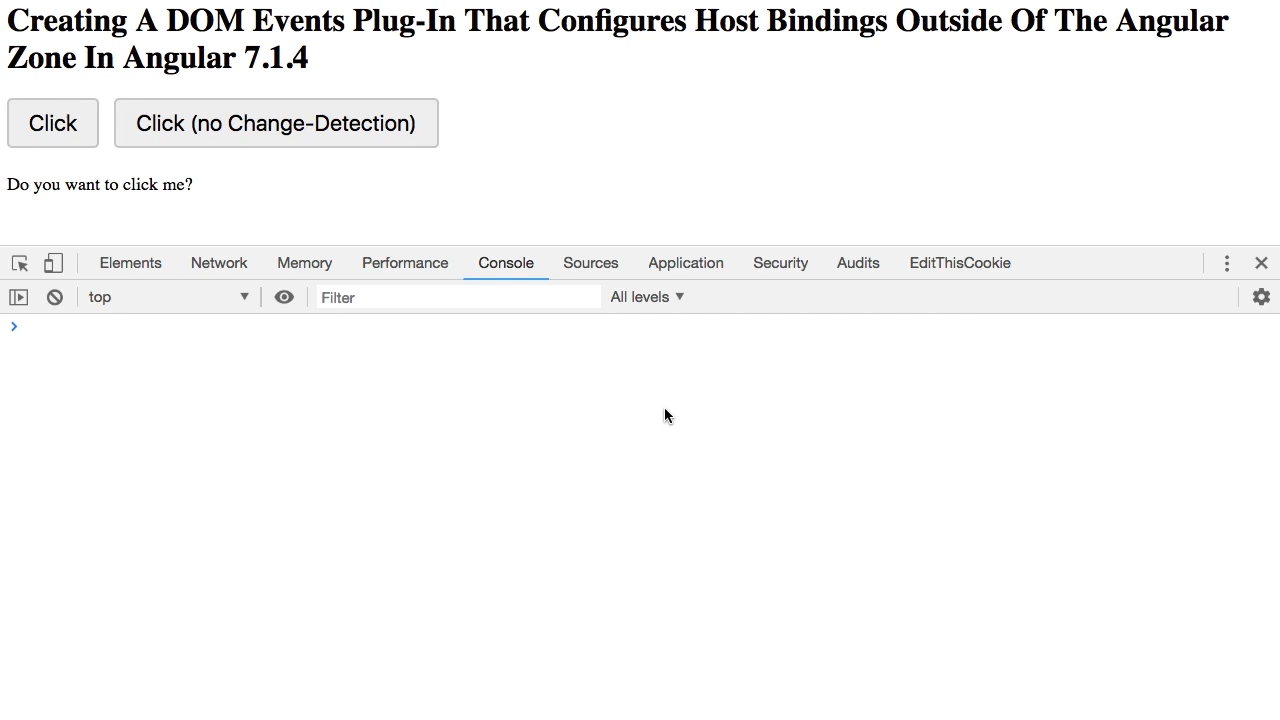 Creating A DOM Events Plug-In That Configures Host Bindings Outside Of The Angular
Zone In Angular 7.1.4
Click Click (no Change-Detection)
Do you want to click me?
Elements Network Memory Performance Console Sources Application Security Audits EditThisCookie
top Filter All levels